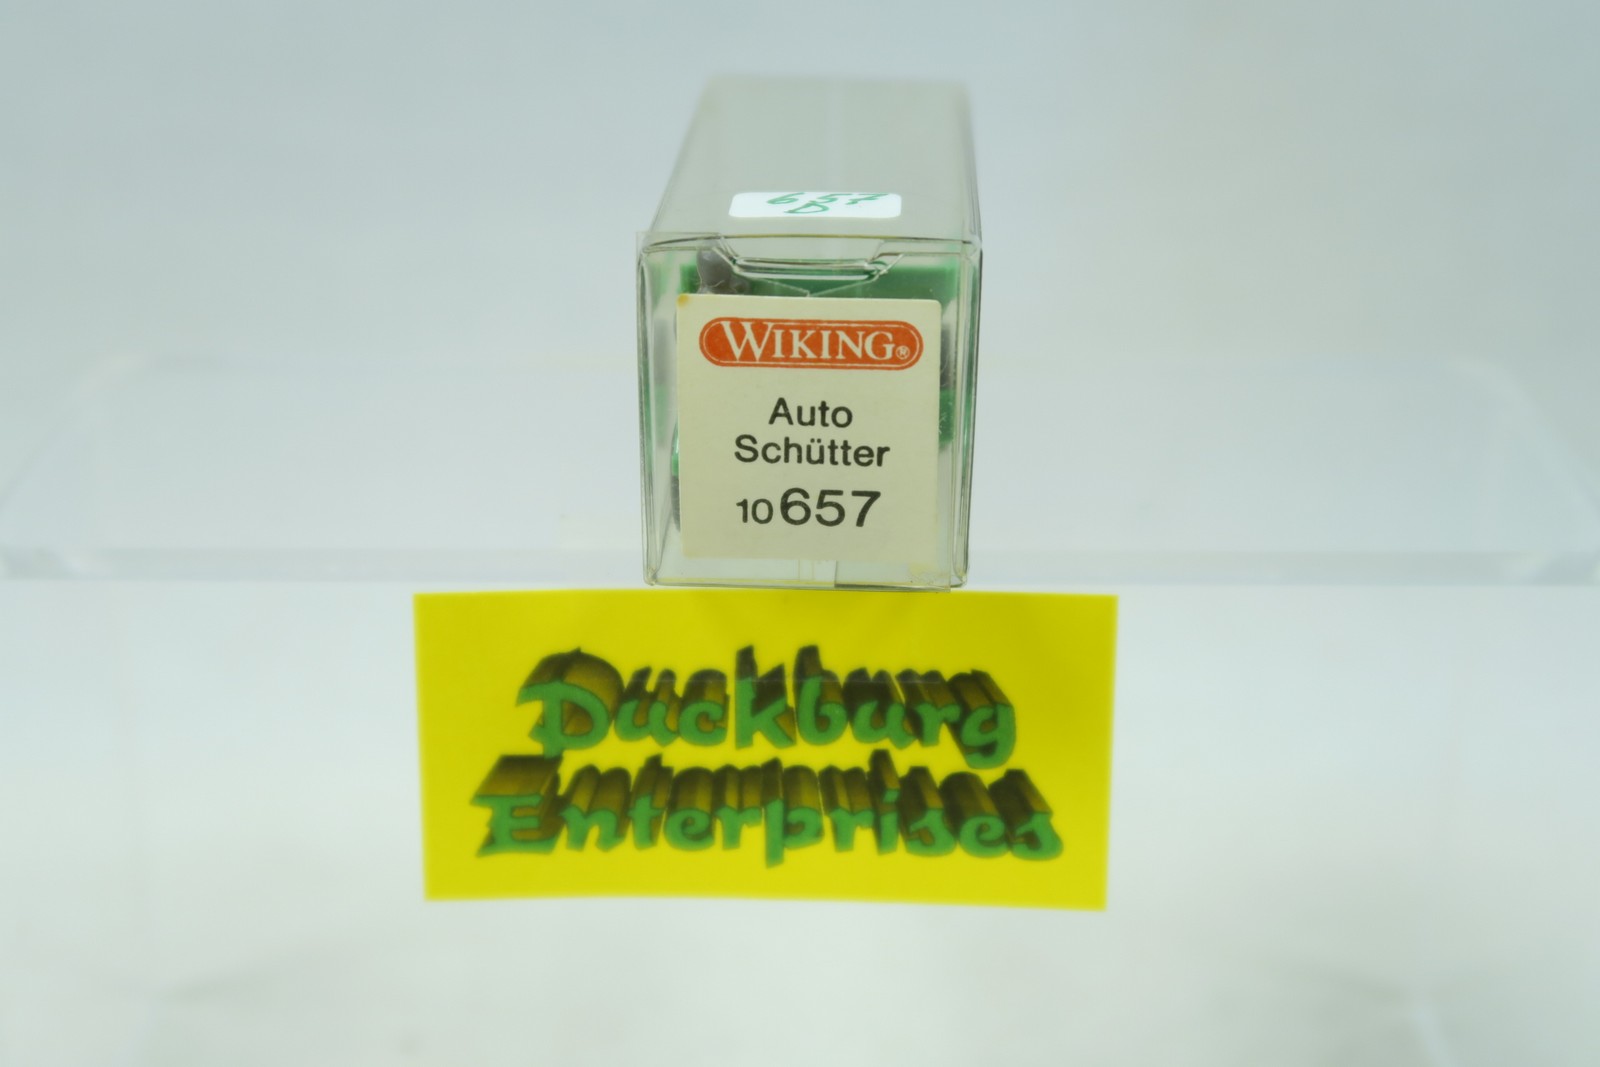 657
D
WIKING®
Auto
Schütter
10657
Duckburg
Enterprises